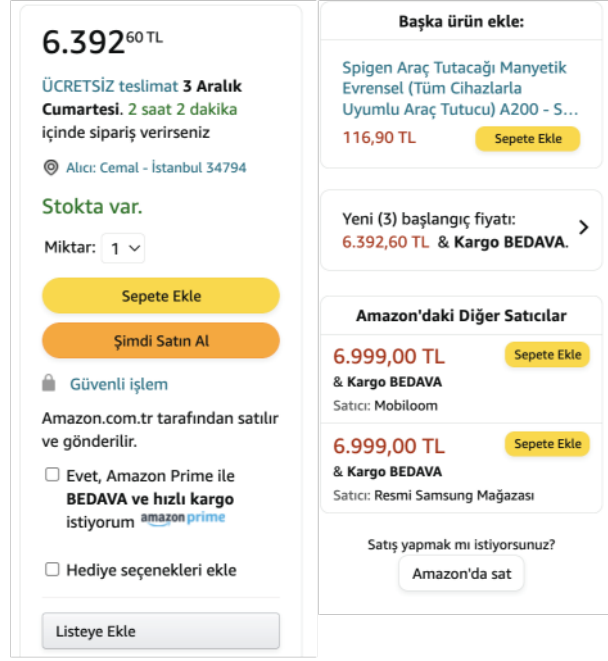 6.392⁶⁰ TL
ÜCRETSİZ teslimat 3 Aralık
Cumartesi. 2 saat 2 dakika
içinde sipariş verirseniz
Alıcı: Cemal - İstanbul 34794
Stokta var.
Miktar: 1
Sepete Ekle
Şimdi Satın Al
Güvenli işlem
Amazon.com.tr tarafından satılır
ve gönderilir.
Evet, Amazon Prime ile
BEDAVA ve hızlı kargo
istiyorum amazon prime
Hediye seçenekleri ekle
Listeye Ekle
Başka ürün ekle:
Spigen Araç Tutacağı Manyetik
Evrensel (Tüm Cihazlarla
Uyumlu Araç Tutucu) A200 - S...
116,90 TL Sepete Ekle
Yeni (3) başlangıç fiyatı:
6.392,60 TL & Kargo BEDAVA.
Amazon'daki Diğer Satıcılar
6.999,00 TL Sepete Ekle
& Kargo BEDAVA
Satıcı: Mobiloom
6.999,00 TL Sepete Ekle
& Kargo BEDAVA
Satıcı: Resmi Samsung Mağazası
Satış yapmak mı istiyorsunuz?
Amazon'da sat